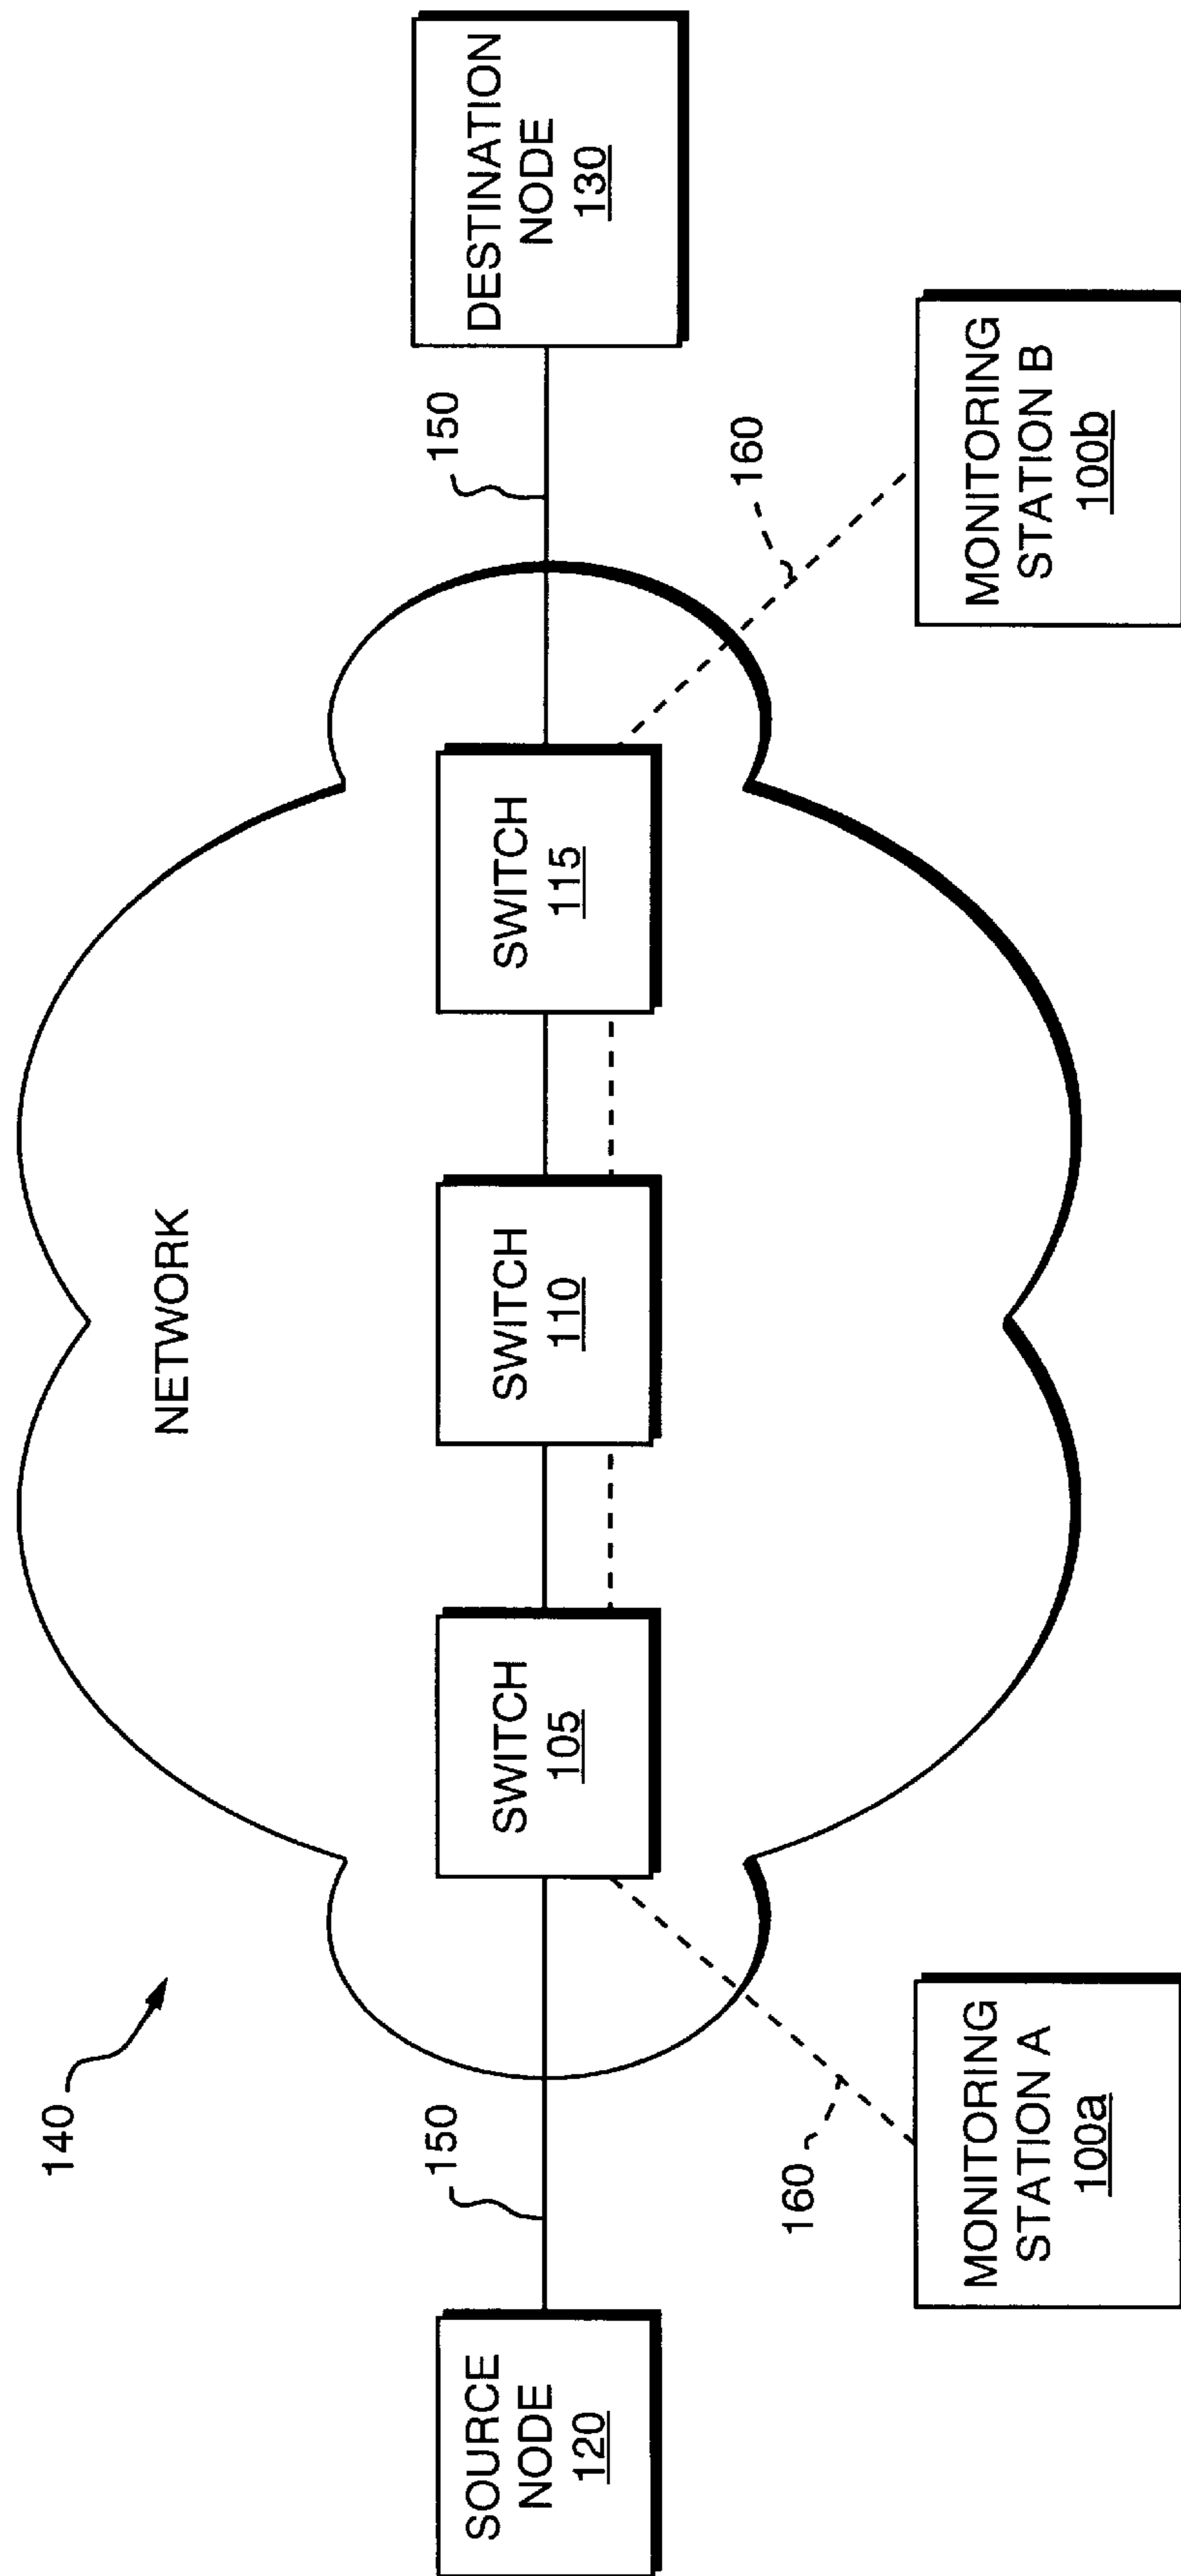 140
NETWORK
150
150
SOURCE
NODE
120
SWITCH
105
SWITCH
110
SWITCH
115
DESTINATION
NODE
130
160
160
MONITORING
STATION A
100a
MONITORING
STATION B
100b